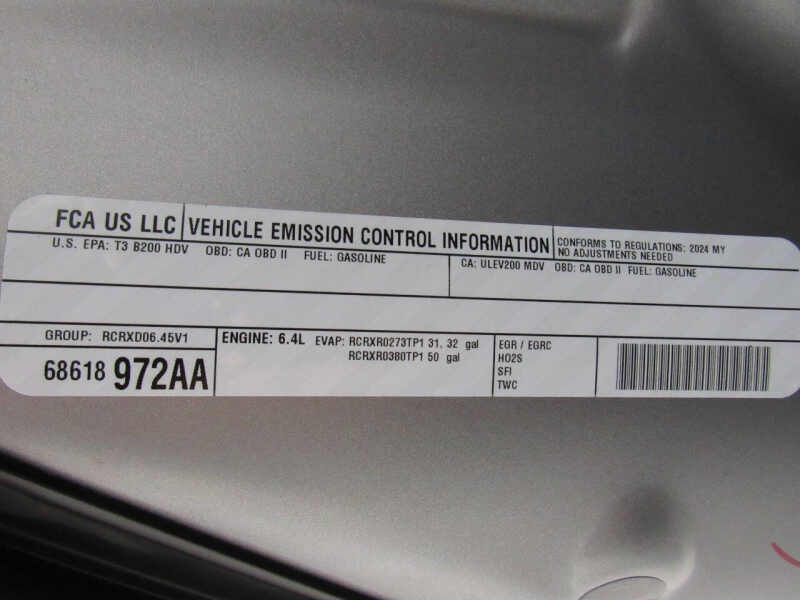 FCA US LLC VEHICLE EMISSION CONTROL INFORMATION
CONFORMS TO REGULATIONS: 2024 MY
NO ADJUSTMENTS NEEDED
U.S. EPA: T3 B200 HDV OBD: CA OBD II FUEL: GASOLINE
CA: ULEV200 MDV OBD: CA OBD II FUEL: GASOLINE
GROUP: RCRXD06.45V1
68618 972AA
ENGINE: 6.4L EVAP: RCRXR0273TP1 31, 32 gal
RCRXR0380TP1 50 gal
EGR / EGRC
HO2S
SFI
TWC